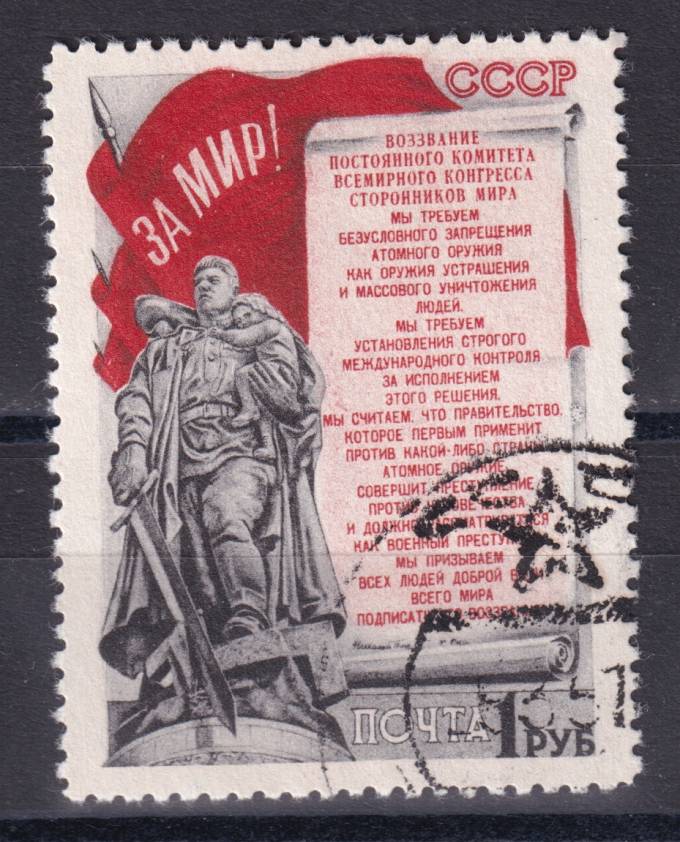 СССР
ЗА МИР!
ВОЗЗВАНИЕ
ПОСТОЯННОГО КОМИТЕТА
ВСЕМИРНОГО КОНГРЕССА
СТОРОННИКОВ МИРА
МЫ ТРЕБУЕМ
БЕЗУСЛОВНОГО ЗАПРЕЩЕНИЯ
АТОМНОГО ОРУЖИЯ
КАК ОРУЖИЯ УСТРАШЕНИЯ
И МАССОВОГО УНИЧТОЖЕНИЯ
ЛЮДЕЙ.
МЫ ТРЕБУЕМ
УСТАНОВЛЕНИЯ СТРОГОГО
МЕЖДУНАРОДНОГО КОНТРОЛЯ
ЗА ИСПОЛНЕНИЕМ
ЭТОГО РЕШЕНИЯ.
МЫ СЧИТАЕМ, ЧТО ПРАВИТЕЛЬСТВО,
КОТОРОЕ ПЕРВЫМ ПРИМЕНИТ
ПРОТИВ КАКОЙ-ЛИБО СТРАНЫ
АТОМНОЕ ОРУЖИЕ,
СОВЕРШИТ ПРЕСТУПЛЕНИЕ
ПРОТИВ
И
КАК ВОЕННЫЙ
МЫ ПРИЗЫВАЕМ
ВСЕХ ЛЮДЕЙ ДОБРОЙ ВОЛИ
ВСЕГО МИРА
ПОЧТА 1 РУБ.